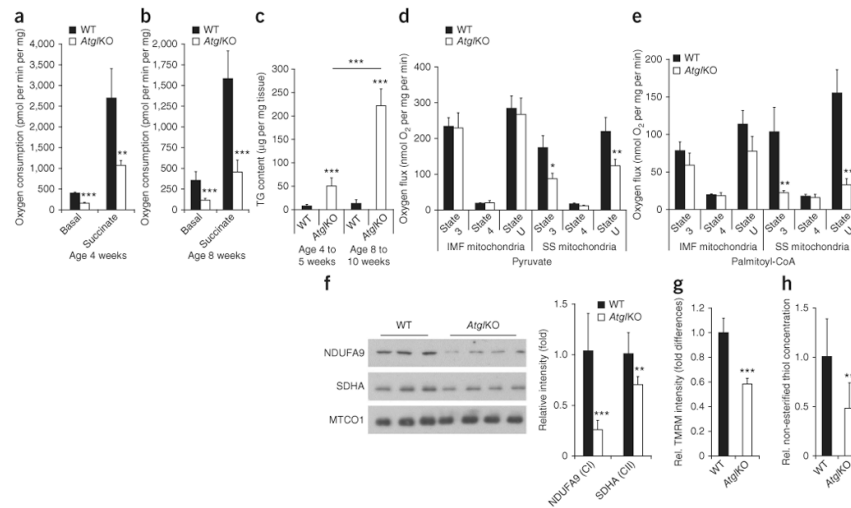 a
WT
AtglKO
Oxygen consumption (pmol per min per mg)
4,000
3,500
3,000
2,500
2,000
1,500
1,000
500
0
***
**
Basal
Succinate
Age 4 weeks
b
WT
AtglKO
Oxygen consumption (pmol per min per mg)
2,000
1,750
1,500
1,250
1,000
750
500
250
0
***
***
Basal
Succinate
Age 8 weeks
c
TG content (µg per mg tissue)
300
250
200
150
100
50
0
***
***
***
WT
AtglKO
WT
AtglKO
Age 4 to
5 weeks
Age 8 to
10 weeks
d
WT
AtglKO
Oxygen flux (nmol O2 per mg per min)
400
300
200
100
0
*
**
State 3
State 4
State U
State 3
State 4
State U
IMF mitochondria
SS mitochondria
Pyruvate
e
WT
AtglKO
Oxygen flux (nmol O2 per mg per min)
200
150
100
50
0
**
**
State 3
State 4
State U
State 3
State 4
State U
IMF mitochondria
SS mitochondria
Palmitoyl-CoA
f
WT
AtglKO
NDUFA9
SDHA
MTCO1
WT
AtglKO
Relative intensity (fold)
1.5
1.0
0.5
0
***
**
NDUFA9 (CI)
SDHA (CII)
g
Rel. TMRM intensity (fold differences)
1.2
1.0
0.8
0.6
0.4
0.2
0
***
WT
AtglKO
h
Rel. non-esterified thiol concentration
1.5
1.0
0.5
0
WT
AtglKO